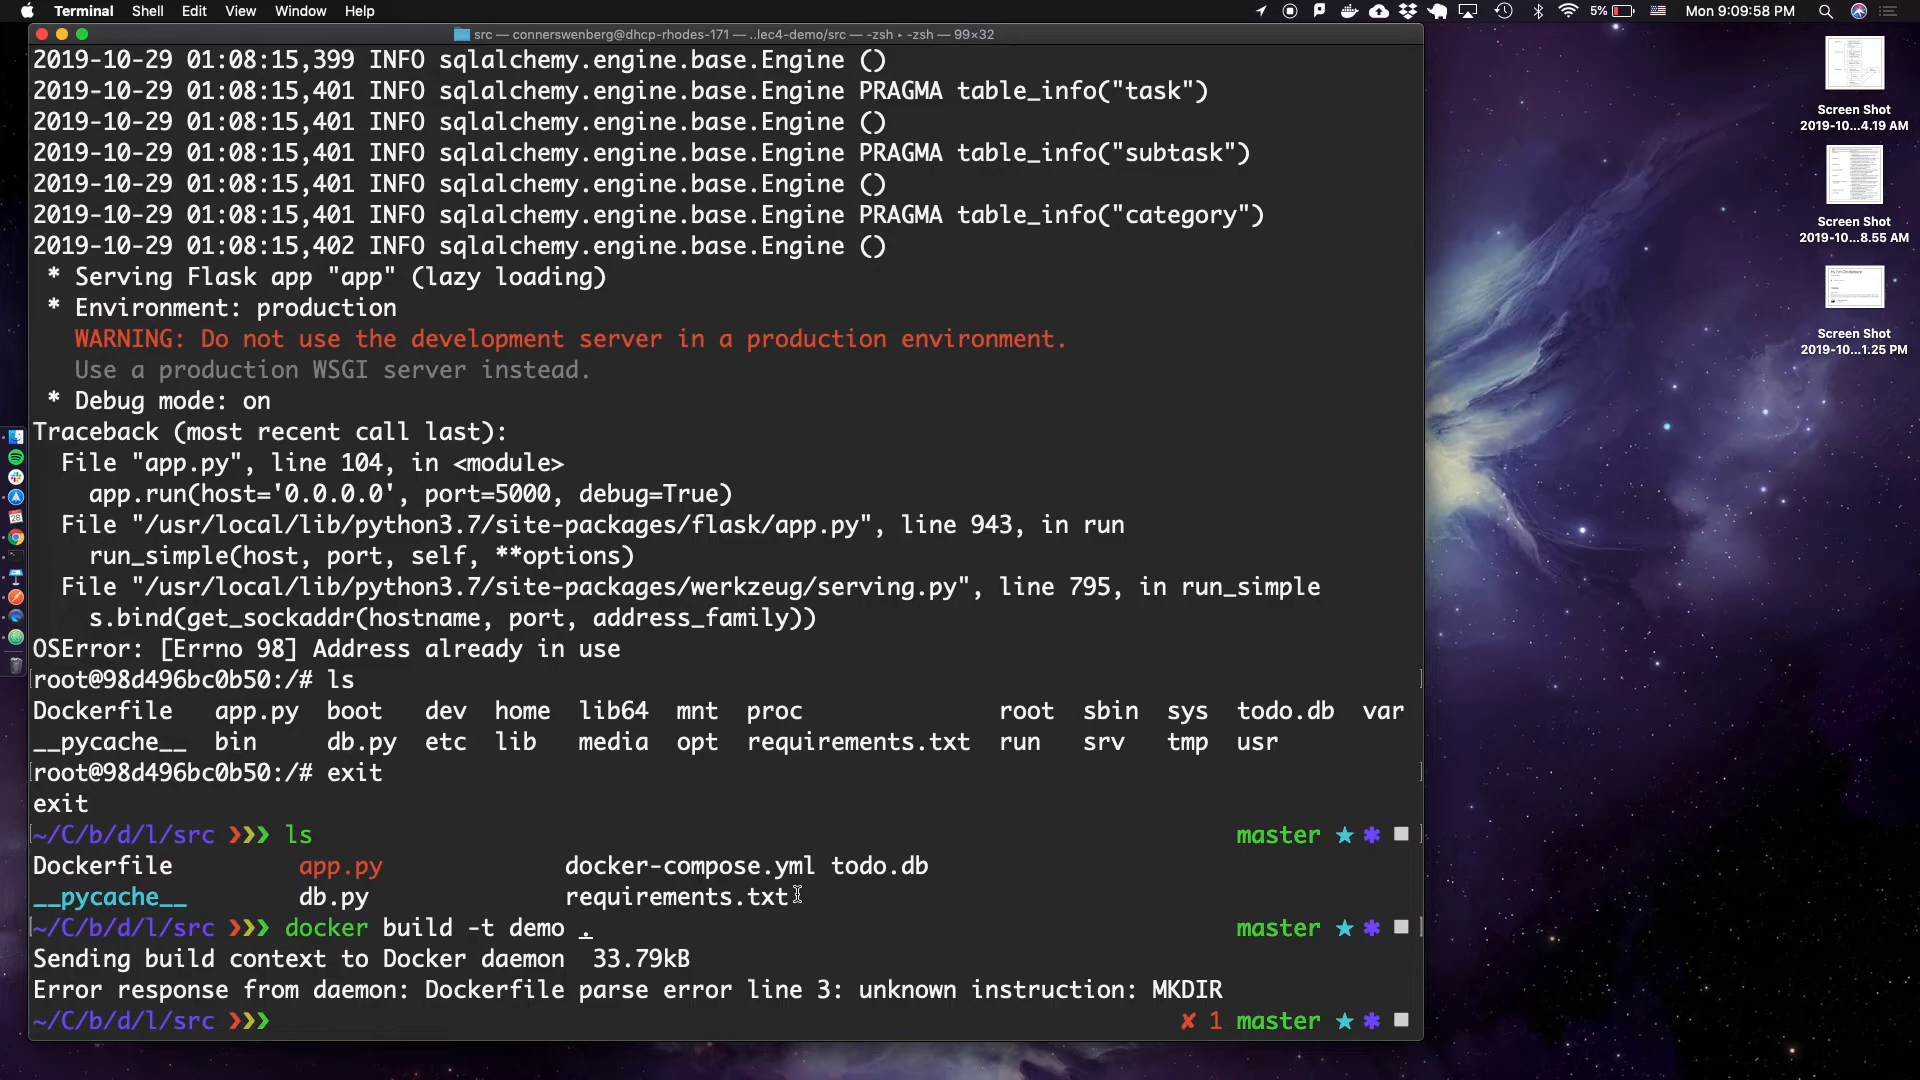 Terminal Shell Edit View Window Help 5% Mon 9:09:58 PM
src — connerswenberg@dhcp-rhodes-171 — ..lec4-demo/src — -zsh ▸ -zsh — 99×32
2019-10-29 01:08:15,399 INFO sqlalchemy.engine.base.Engine ()
2019-10-29 01:08:15,401 INFO sqlalchemy.engine.base.Engine PRAGMA table_info("task")
2019-10-29 01:08:15,401 INFO sqlalchemy.engine.base.Engine ()
2019-10-29 01:08:15,401 INFO sqlalchemy.engine.base.Engine PRAGMA table_info("subtask")
2019-10-29 01:08:15,401 INFO sqlalchemy.engine.base.Engine ()
2019-10-29 01:08:15,401 INFO sqlalchemy.engine.base.Engine PRAGMA table_info("category")
2019-10-29 01:08:15,402 INFO sqlalchemy.engine.base.Engine ()
* Serving Flask app "app" (lazy loading)
* Environment: production
WARNING: Do not use the development server in a production environment.
Use a production WSGI server instead.
* Debug mode: on
Traceback (most recent call last):
File "app.py", line 104, in <module>
app.run(host='0.0.0.0', port=5000, debug=True)
File "/usr/local/lib/python3.7/site-packages/flask/app.py", line 943, in run
run_simple(host, port, self, **options)
File "/usr/local/lib/python3.7/site-packages/werkzeug/serving.py", line 795, in run_simple
s.bind(get_sockaddr(hostname, port, address_family))
OSError: [Errno 98] Address already in use
root@98d496bc0b50:/# ls
Dockerfile app.py boot dev home lib64 mnt proc root sbin sys todo.db var
__pycache__ bin db.py etc lib media opt requirements.txt run srv tmp usr
root@98d496bc0b50:/# exit
exit
~/C/b/d/l/src ❯❯❯ ls master ★ ✱ ◼
Dockerfile app.py docker-compose.yml todo.db
__pycache__ db.py requirements.txt
~/C/b/d/l/src ❯❯❯ docker build -t demo . master ★ ✱ ◼
Sending build context to Docker daemon 33.79kB
Error response from daemon: Dockerfile parse error line 3: unknown instruction: MKDIR
~/C/b/d/l/src ❯❯❯ ✘ 1 master ★ ✱ ◼
Screen Shot
2019-10...4.19 AM
Screen Shot
2019-10...8.55 AM
Screen Shot
2019-10...1.25 PM